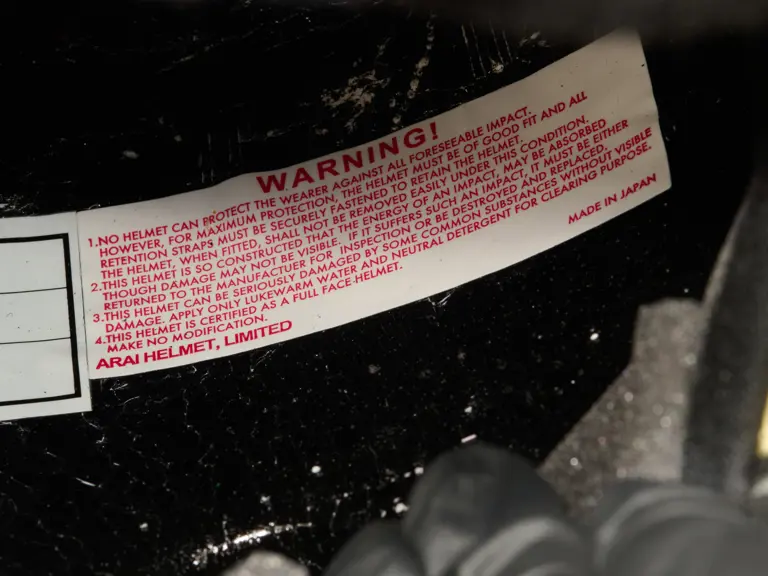 WARNING!
1.NO HELMET CAN PROTECT THE WEARER AGAINST ALL FORESEEABLE IMPACT.
HOWEVER, FOR MAXIMUM PROTECTION, THE HELMET MUST BE OF GOOD FIT AND ALL
RETENTION STRAPS MUST BE SECURELY FASTENED TO RETAIN THE HELMET.
THE HELMET, WHEN FITTED, SHALL NOT BE REMOVED EASILY UNDER THIS CONDITION.
2.THIS HELMET IS SO CONSTRUCTED THAT THE ENERGY OF AN IMPACT, MAY BE ABSORBED
THOUGH DAMAGE MAY NOT BE VISIBLE. IF IT SUFFERS SUCH AN IMPACT, IT MUST BE EITHER
RETURNED TO THE MANUFACTUER FOR INSPECTION OR BE DESTROYED AND REPLACED.
3.THIS HELMET CAN BE SERIOUSLY DAMAGED BY SOME COMMON SUBSTANCES WITHOUT VISIBLE
DAMAGE. APPLY ONLY LUKEWARM WATER AND NEUTRAL DETERGENT FOR CLEARING PURPOSE.
4.THIS HELMET IS CERTIFIED AS A FULL FACE HELMET.
MAKE NO MODIFICATION.
ARAI HELMET, LIMITED
MADE IN JAPAN